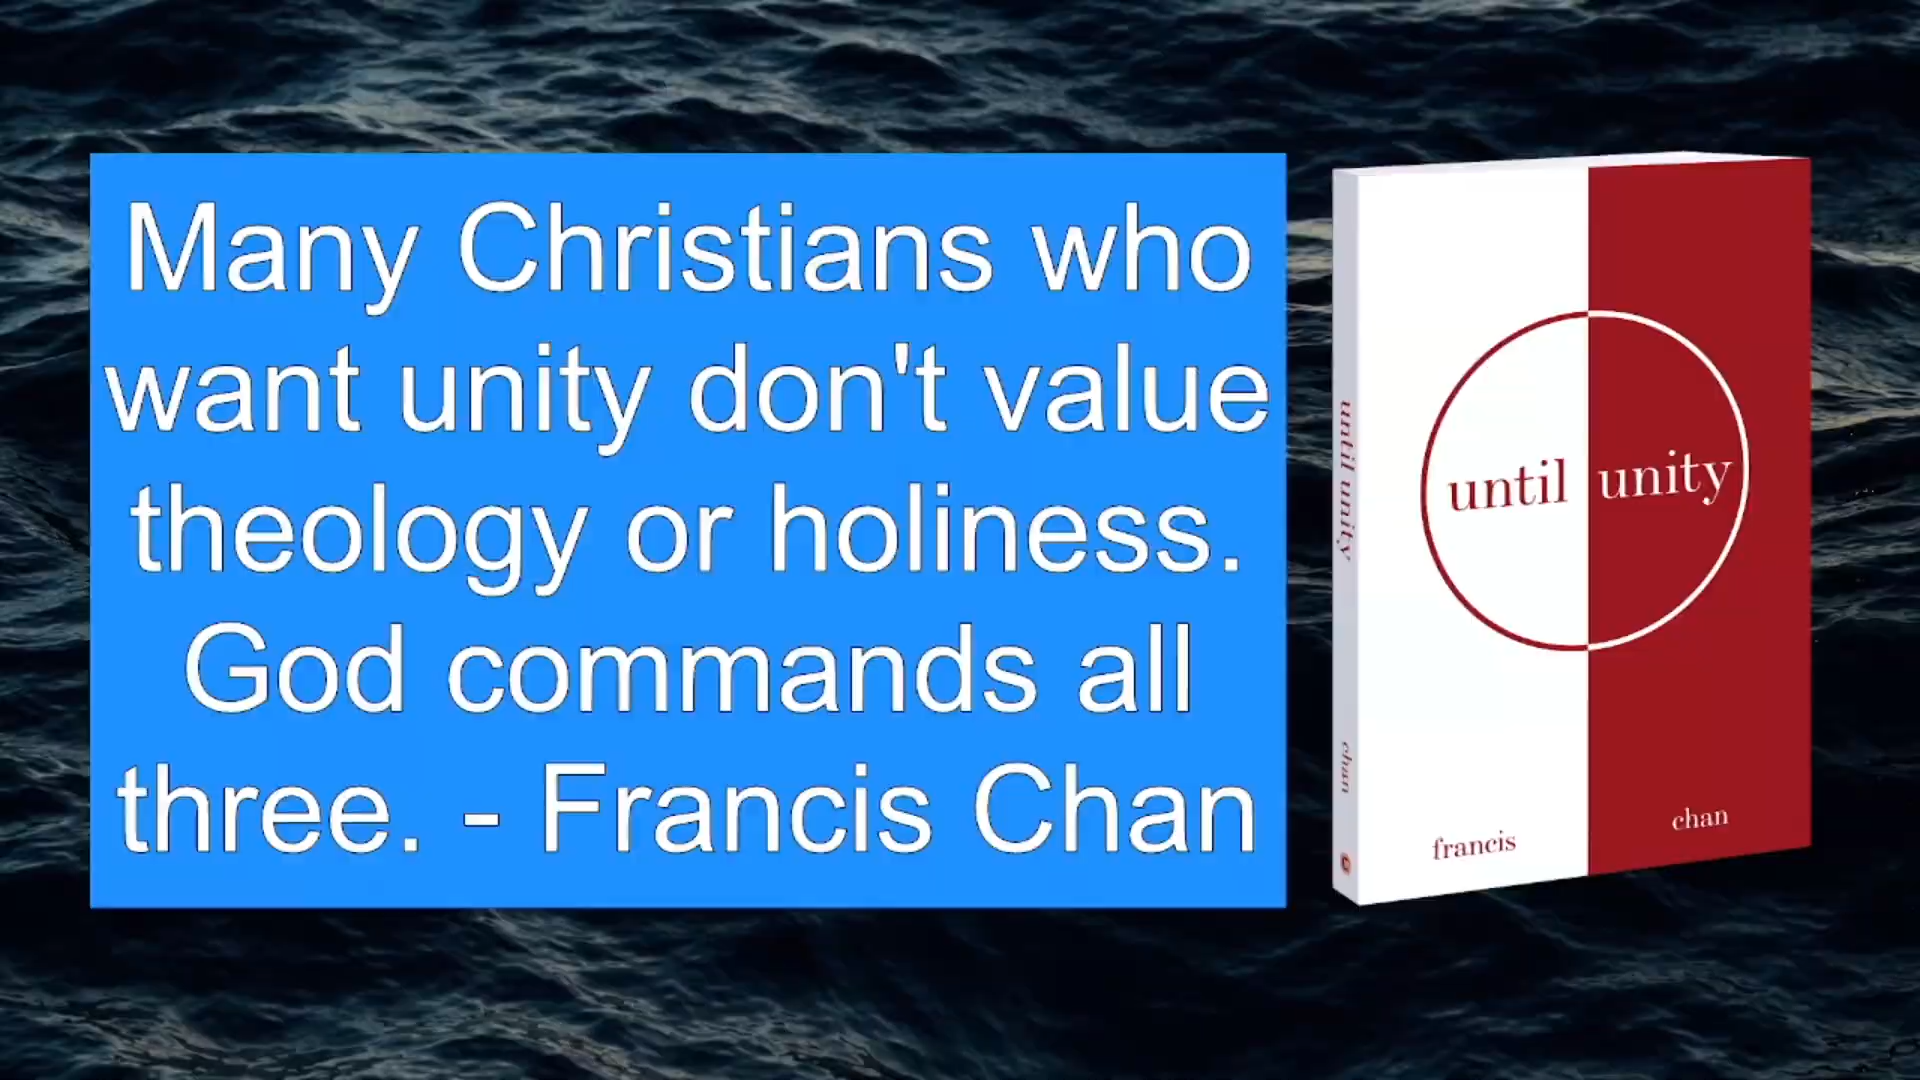 Many Christians who
want unity don't value
theology or holiness.
God commands all
three. - Francis Chan
until unity
chan
until unity
francis
chan